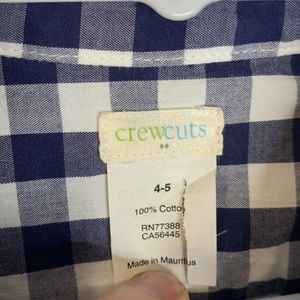 crewcuts
4-5
100% Cotton
RN77388
CA56445
Made in Mauritius